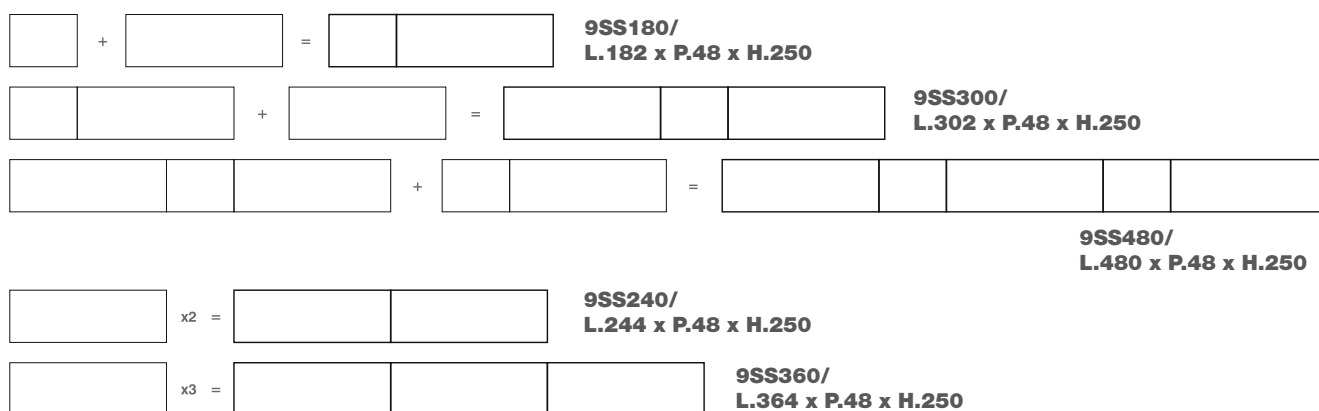 + = 9SS180/
L.182 x P.48 x H.250
+ = 9SS300/
L.302 x P.48 x H.250
+ =
9SS480/
L.480 x P.48 x H.250
x2 = 9SS240/
L.244 x P.48 x H.250
x3 = 9SS360/
L.364 x P.48 x H.250